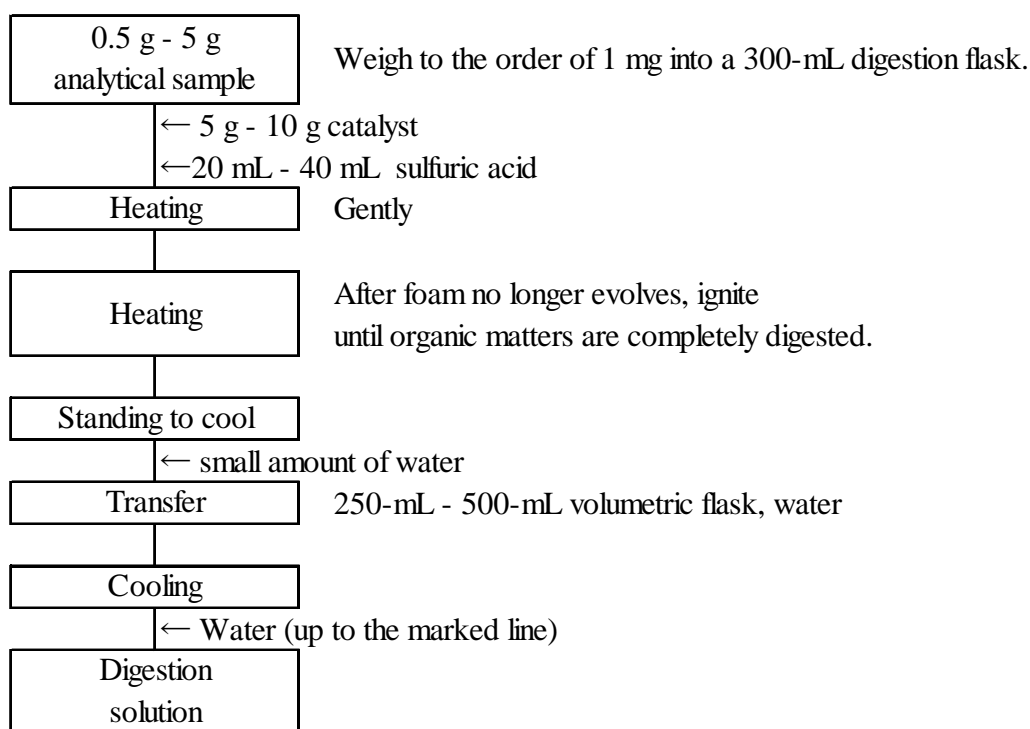 0.5 g - 5 g
analytical sample
Weigh to the order of 1 mg into a 300-mL digestion flask.
← 5 g - 10 g catalyst
←20 mL - 40 mL sulfuric acid
Heating
Gently
Heating
After foam no longer evolves, ignite
until organic matters are completely digested.
Standing to cool
← small amount of water
Transfer
250-mL - 500-mL volumetric flask, water
Cooling
← Water (up to the marked line)
Digestion
solution